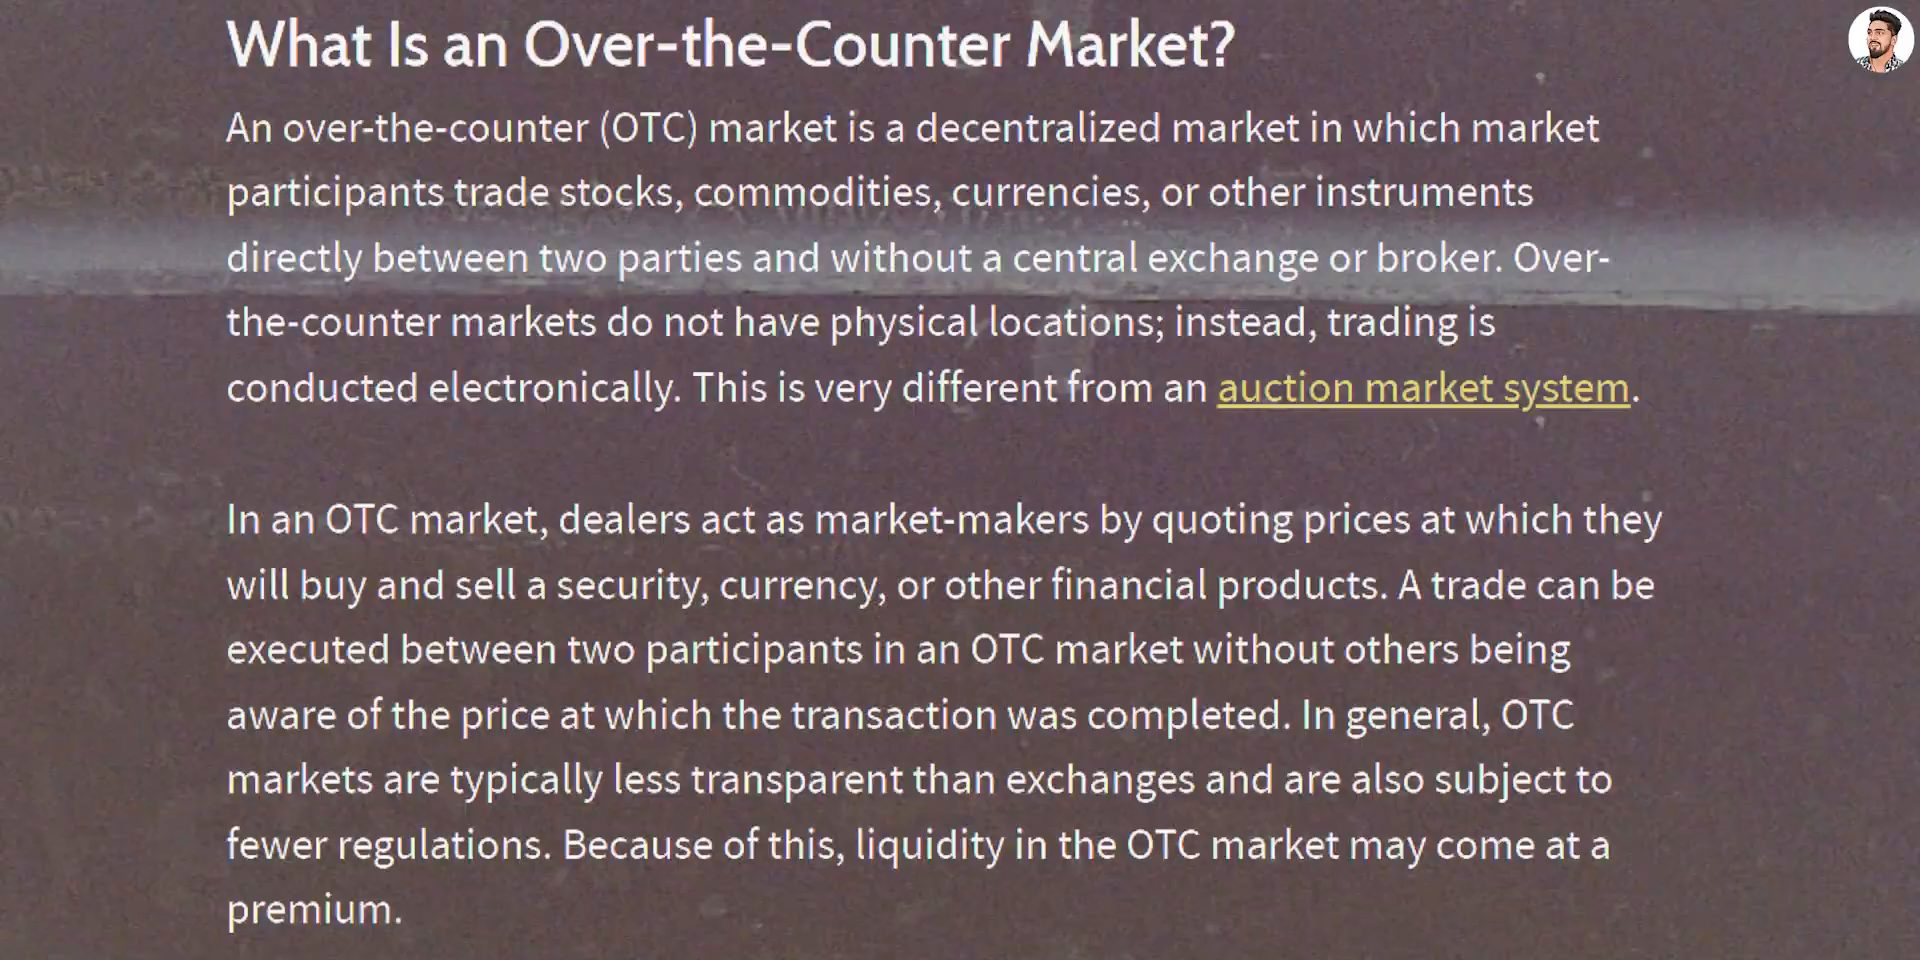 What Is an Over-the-Counter Market?
An over-the-counter (OTC) market is a decentralized market in which market
participants trade stocks, commodities, currencies, or other instruments
directly between two parties and without a central exchange or broker. Over-
the-counter markets do not have physical locations; instead, trading is
conducted electronically. This is very different from an auction market system.
In an OTC market, dealers act as market-makers by quoting prices at which they
will buy and sell a security, currency, or other financial products. A trade can be
executed between two participants in an OTC market without others being
aware of the price at which the transaction was completed. In general, OTC
markets are typically less transparent than exchanges and are also subject to
fewer regulations. Because of this, liquidity in the OTC market may come at a
premium.